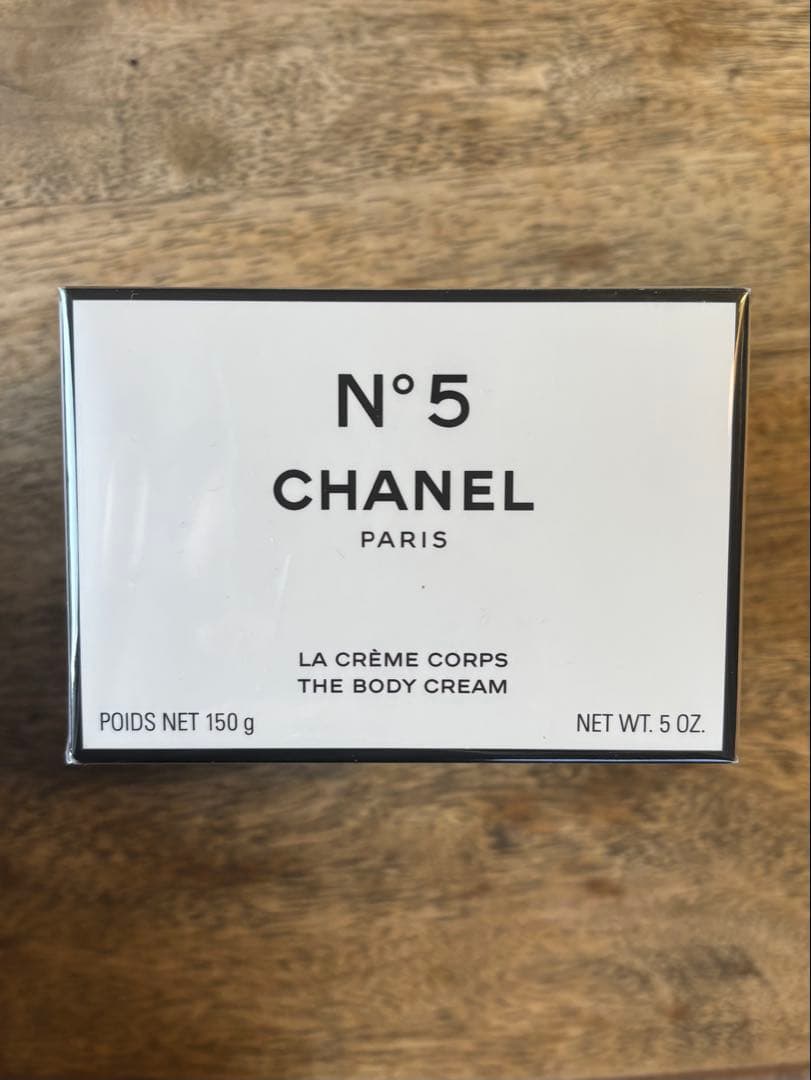 N° 5
CHANEL
PARIS
LA CRÈME CORPS
THE BODY CREAM
POIDS NET 150 g
NET WT. 5 OZ.